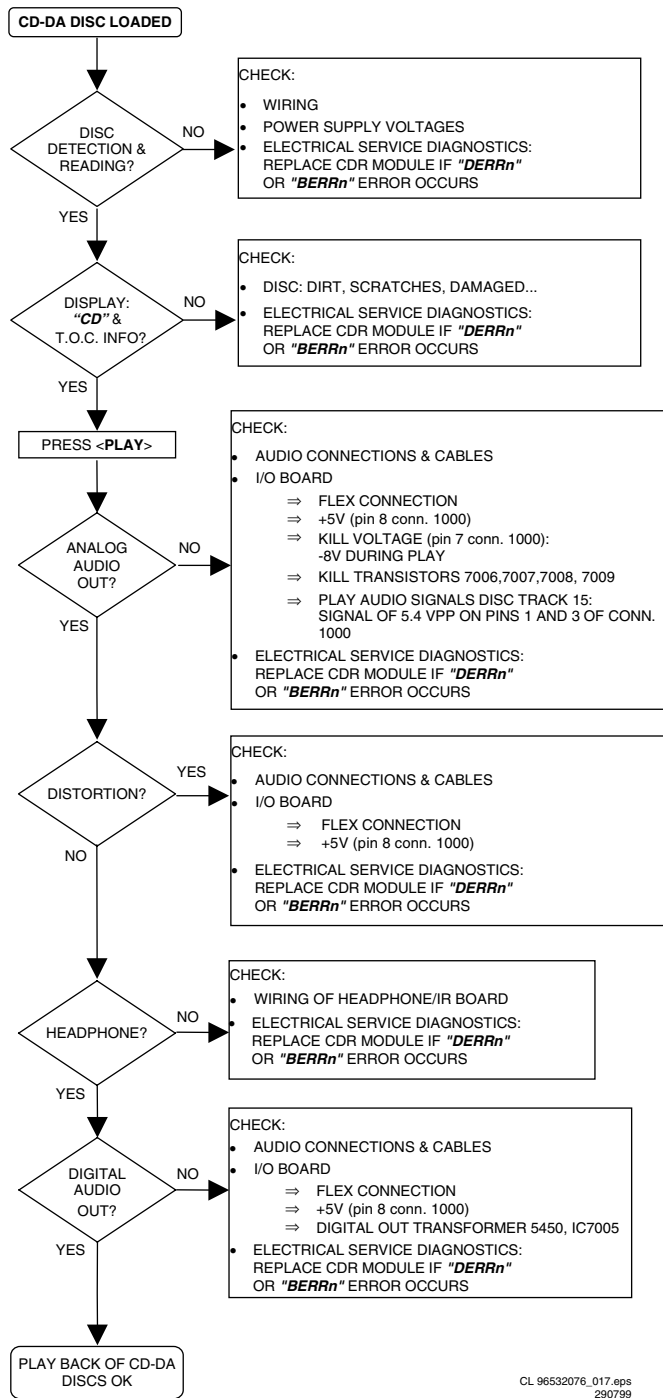 CD-DA DISC LOADED
DISC
DETECTION &
READING?
NO
YES
CHECK:
• WIRING
• POWER SUPPLY VOLTAGES
• ELECTRICAL SERVICE DIAGNOSTICS:
REPLACE CDR MODULE IF "DERRn"
OR "BERRn" ERROR OCCURS
DISPLAY:
“CD” &
T.O.C. INFO?
NO
YES
CHECK:
• DISC: DIRT, SCRATCHES, DAMAGED...
• ELECTRICAL SERVICE DIAGNOSTICS:
REPLACE CDR MODULE IF "DERRn"
OR "BERRn" ERROR OCCURS
PRESS <PLAY>
ANALOG
AUDIO
OUT?
NO
YES
CHECK:
• AUDIO CONNECTIONS & CABLES
• I/O BOARD
⇒ FLEX CONNECTION
⇒ +5V (pin 8 conn. 1000)
⇒ KILL VOLTAGE (pin 7 conn. 1000):
-8V DURING PLAY
⇒ KILL TRANSISTORS 7006,7007,7008, 7009
⇒ PLAY AUDIO SIGNALS DISC TRACK 15:
SIGNAL OF 5.4 VPP ON PINS 1 AND 3 OF CONN.
1000
• ELECTRICAL SERVICE DIAGNOSTICS:
REPLACE CDR MODULE IF "DERRn"
OR "BERRn" ERROR OCCURS
DISTORTION?
YES
NO
CHECK:
• AUDIO CONNECTIONS & CABLES
• I/O BOARD
⇒ FLEX CONNECTION
⇒ +5V (pin 8 conn. 1000)
• ELECTRICAL SERVICE DIAGNOSTICS:
REPLACE CDR MODULE IF "DERRn"
OR "BERRn" ERROR OCCURS
HEADPHONE?
NO
YES
CHECK:
• WIRING OF HEADPHONE/IR BOARD
• ELECTRICAL SERVICE DIAGNOSTICS:
REPLACE CDR MODULE IF "DERRn"
OR "BERRn" ERROR OCCURS
DIGITAL
AUDIO
OUT?
NO
YES
CHECK:
• AUDIO CONNECTIONS & CABLES
• I/O BOARD
⇒ FLEX CONNECTION
⇒ +5V (pin 8 conn. 1000)
⇒ DIGITAL OUT TRANSFORMER 5450, IC7005
• ELECTRICAL SERVICE DIAGNOSTICS:
REPLACE CDR MODULE IF "DERRn"
OR "BERRn" ERROR OCCURS
PLAY BACK OF CD-DA
DISCS OK
CL 96532076_017.eps
290799